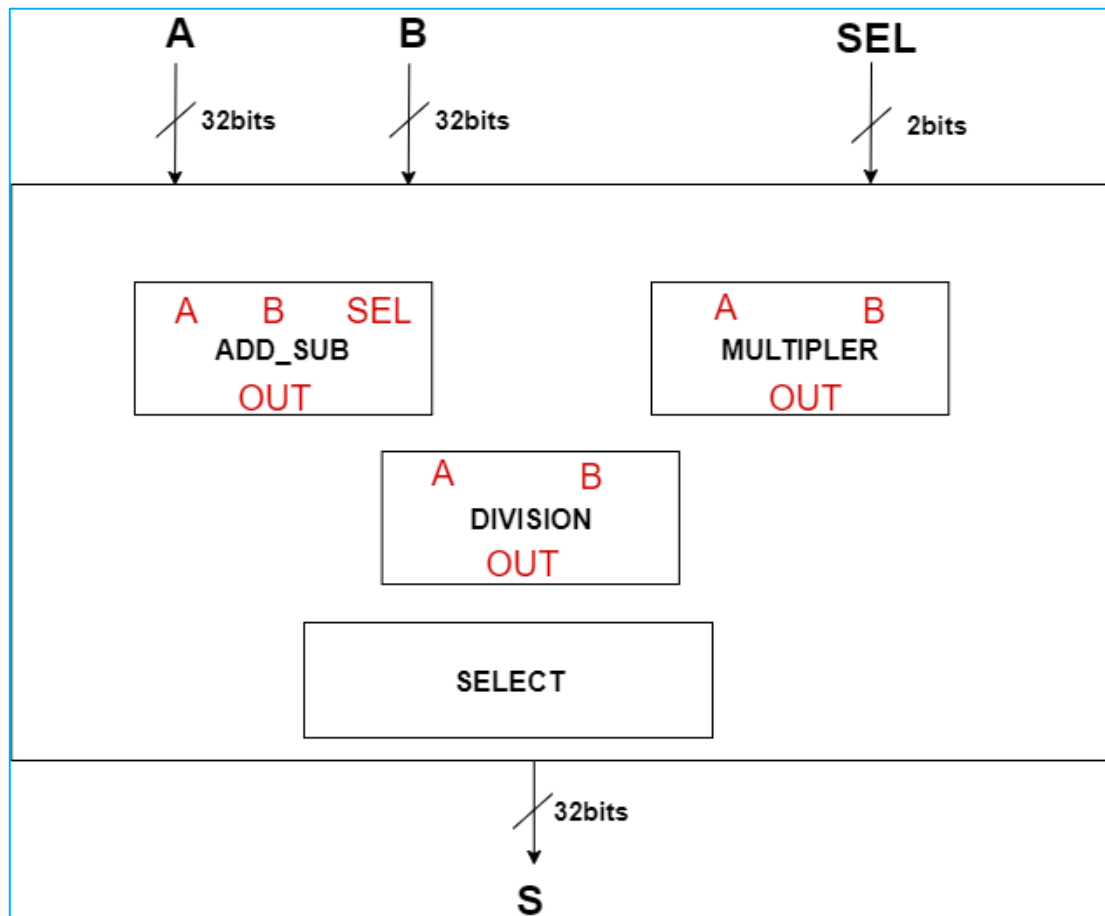 A B SEL
32bits 32bits 2bits
A B SEL
ADD_SUB
OUT
A B
MULTIPLER
OUT
A B
DIVISION
OUT
SELECT
32bits
S